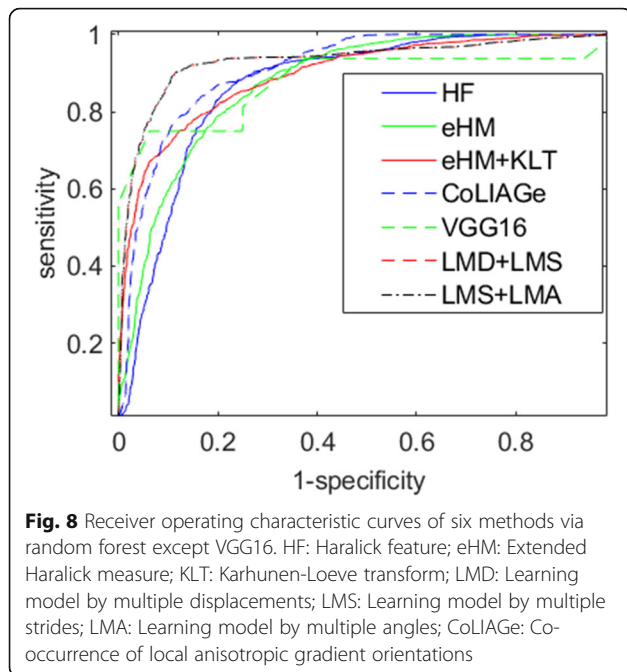 1
0.8
0.6
0.4
0.2
sensitivity
HF
eHM
eHM+KLT
CoLIAGe
VGG16
LMD+LMS
LMS+LMA
0 0.2 0.4 0.6 0.8
1-specificity
Fig. 8 Receiver operating characteristic curves of six methods via
random forest except VGG16. HF: Haralick feature; eHM: Extended
Haralick measure; KLT: Karhunen-Loeve transform; LMD: Learning
model by multiple displacements; LMS: Learning model by multiple
strides; LMA: Learning model by multiple angles; CoLIAGe: Co-
occurrence of local anisotropic gradient orientations